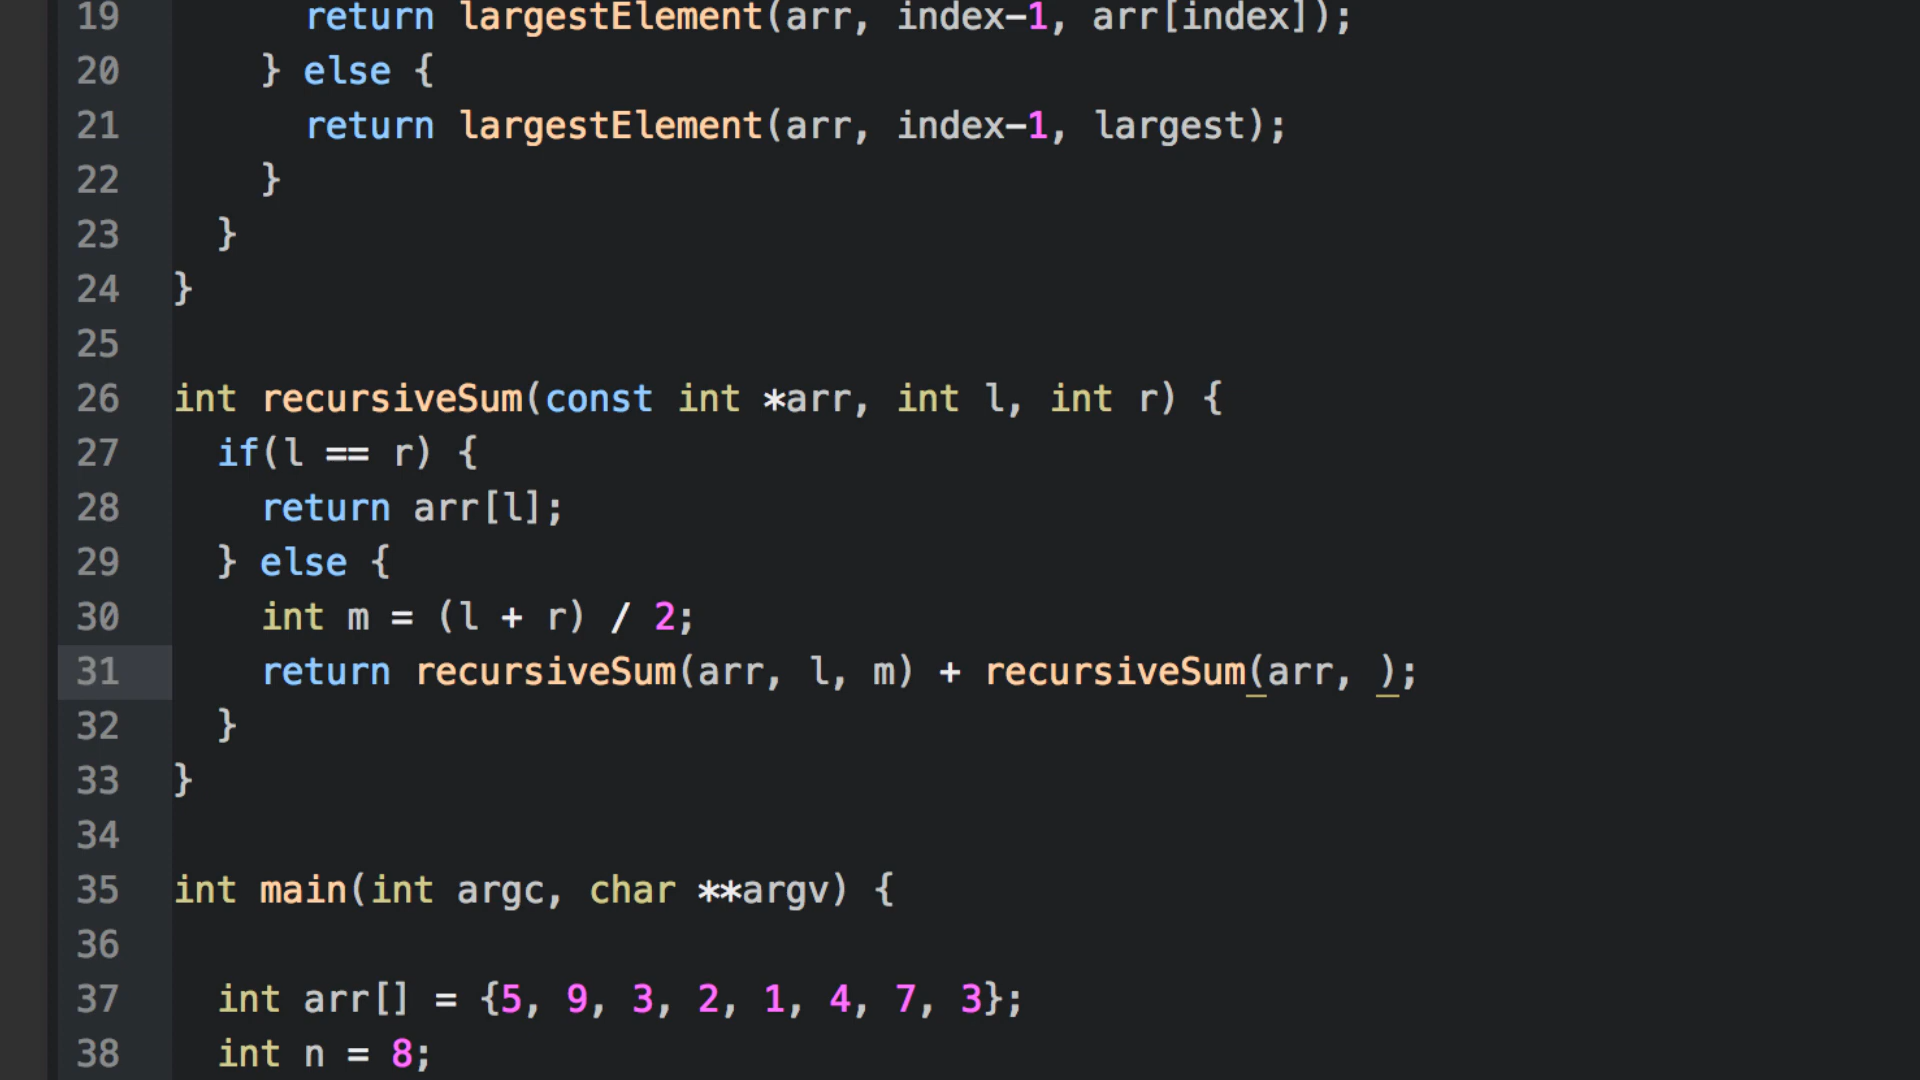 19 return largestElement(arr, index-1, arr[index]);
20 } else {
21 return largestElement(arr, index-1, largest);
22 }
23 }
24 }
25
26 int recursiveSum(const int *arr, int l, int r) {
27 if(l == r) {
28 return arr[l];
29 } else {
30 int m = (l + r) / 2;
31 return recursiveSum(arr, l, m) + recursiveSum(arr, );
32 }
33 }
34
35 int main(int argc, char **argv) {
36
37 int arr[] = {5, 9, 3, 2, 1, 4, 7, 3};
38 int n = 8;